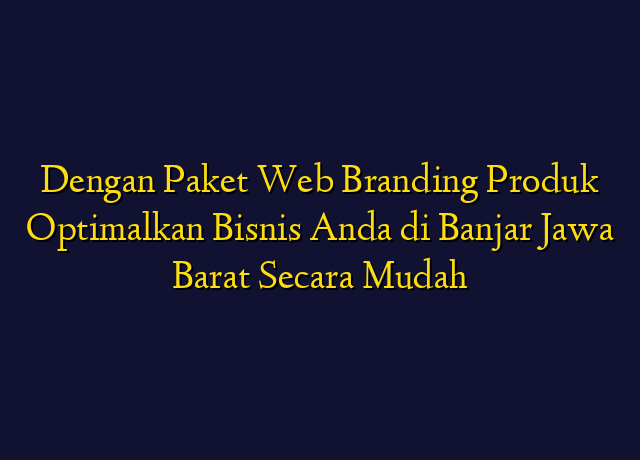 Dengan Paket Web Branding Produk
Optimalkan Bisnis Anda di Banjar Jawa
Barat Secara Mudah